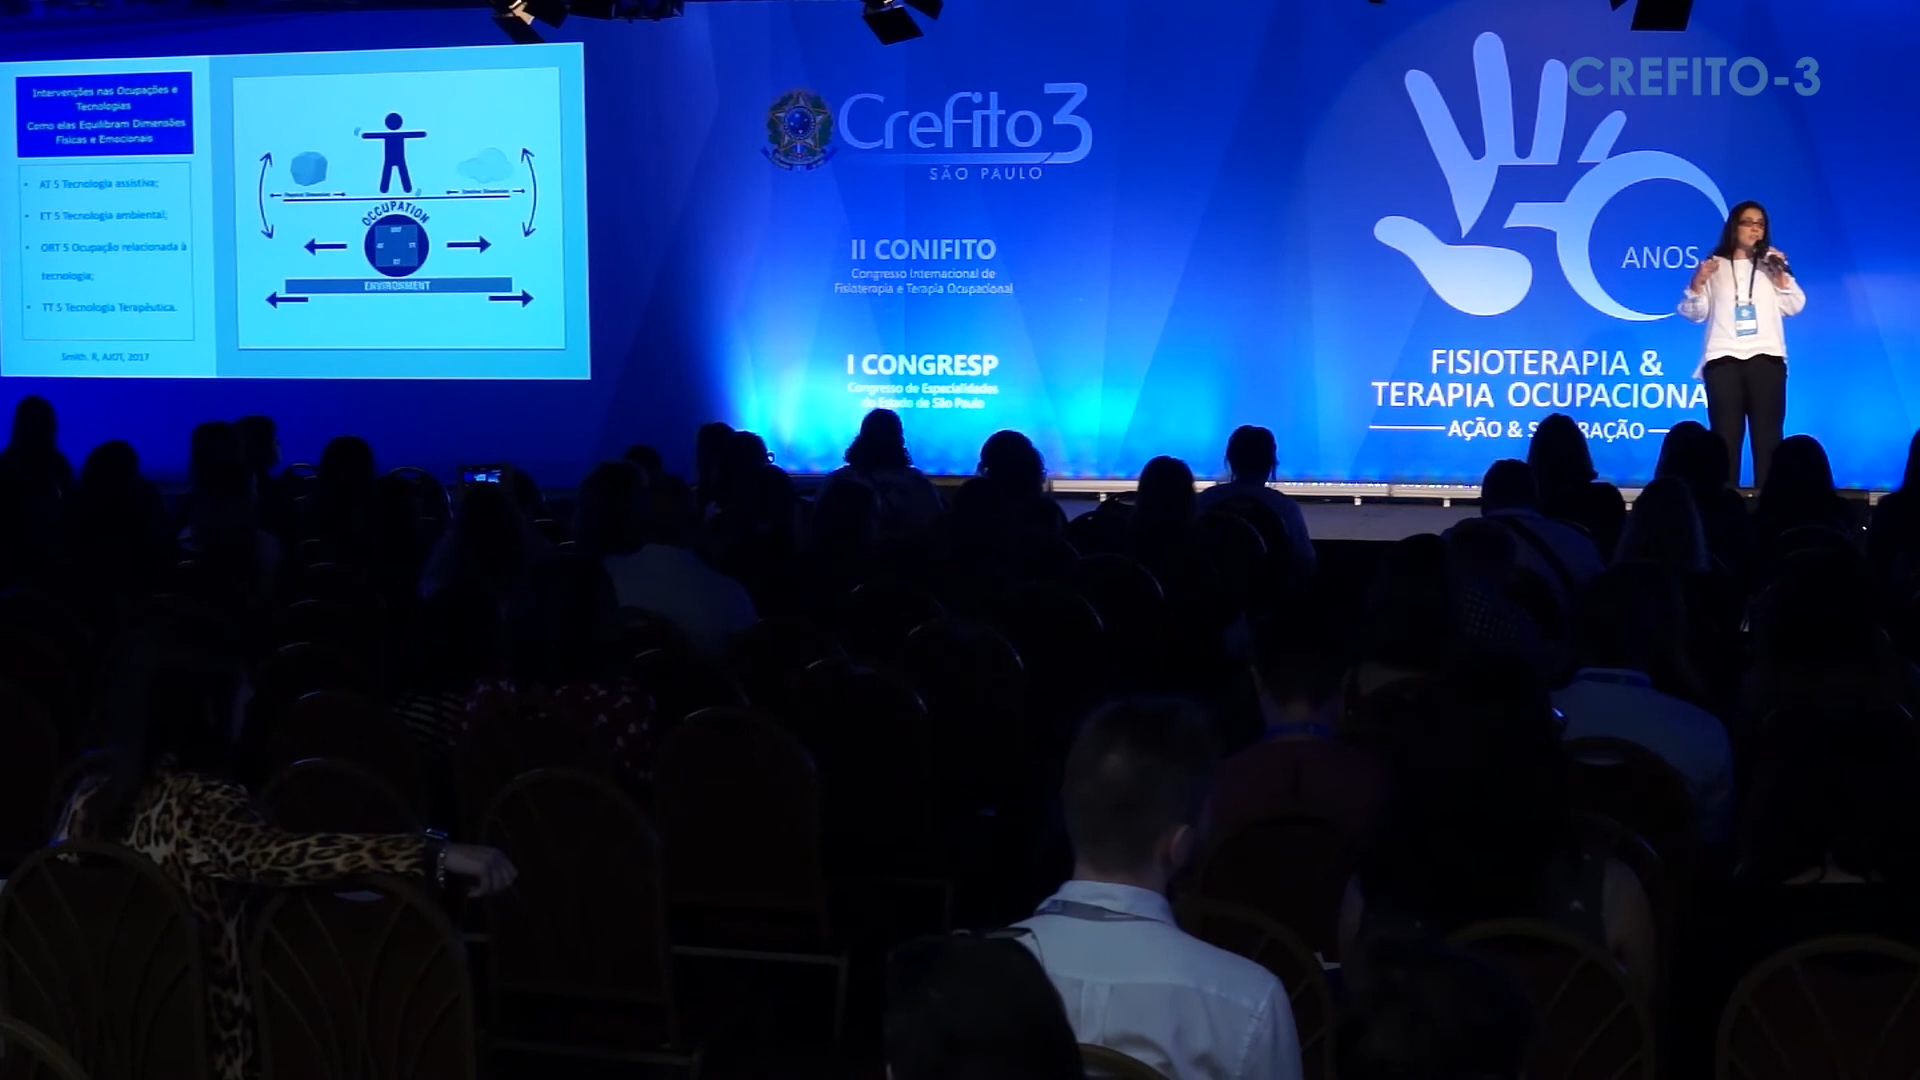 Intervenções nas Ocupações e
Tecnologias
Como elas Equilibram Dimensões
Físicas e Emocionais
• AT 5 Tecnologia assistiva;
• ET 5 Tecnologia ambiental;
• ORT 5 Ocupação relacionada à
tecnologia;
• TT 5 Tecnologia Terapêutica.
Smith. R, AJOT, 2017
OCCUPATION
ENVIRONMENT
Crefito3
SÃO PAULO
II CONIFITO
Congresso Internacional de
Fisioterapia e Terapia Ocupacional
I CONGRESP
Congresso de Especialidades
do Estado de São Paulo
CREFITO-3
50
ANOS
FISIOTERAPIA &
TERAPIA OCUPACIONA
AÇÃO & S RAÇÃO